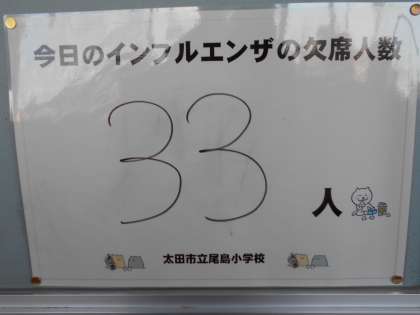 今日のインフルエンザの欠席人数
33
人
太田市立尾島小学校